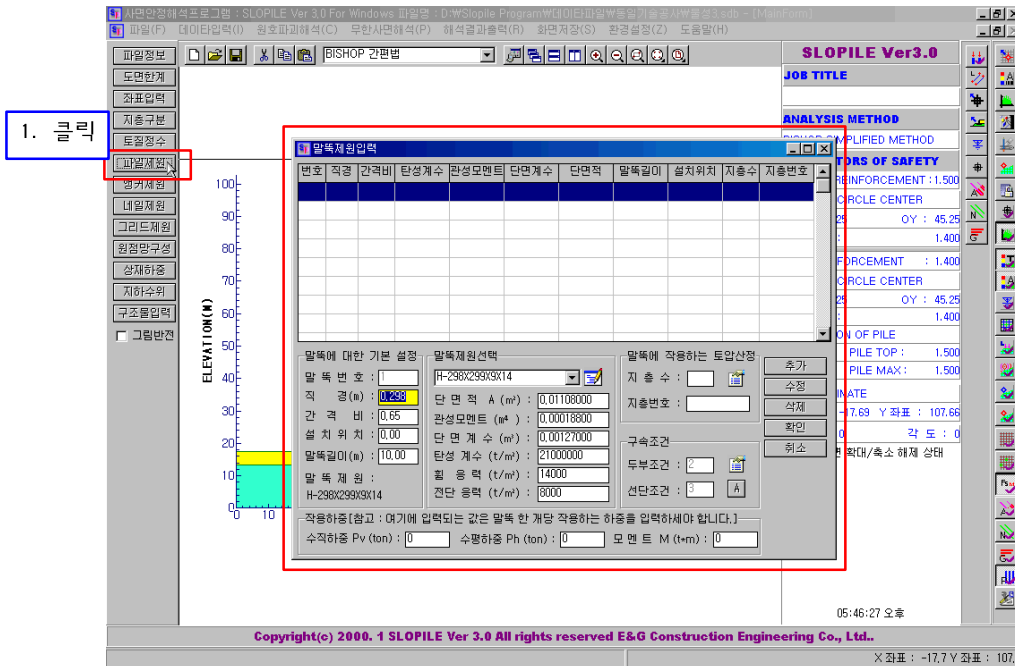 사면안정해석프로그램 : SLOPILE Ver 3,0 For Windows 파일명 : D:\Slopile Program\데이타파일\동일기술공사\물성3.sdb - [MainForm]
파일(F) 데이타입력(I) 원호파괴해석(C) 무한사면해석(P) 해석결과출력(R) 화면저장(S) 환경설정(Z) 도움말(H)
BISHOP 간편법
파일정보
도면한계
좌표입력
지층구분
토질정수
파일제원
앵커제원
네일제원
그리드제원
원점망구성
상재하중
지하수위
구조물입력
그림반전
1. 클릭
ELEVATION(M)
100
90
80
70
60
50
40
30
20
10
0
0 10
말뚝제원입력
번호 직경 간격비 탄성계수 관성모멘트 단면계수 단면적 말뚝길이 설치위치 지층수 지층번호
말뚝에 대한 기본 설정
말 뚝 번 호 : 1
직 경(m) : 0,298
간 격 비 : 0,65
설 치 위 치 : 0,00
말뚝길이(m) : 10,00
말 뚝 제 원 :
H-298X299X9X14
말뚝제원선택
H-298X299X9X14
단 면 적 A (m²) : 0,01108000
관성모멘트 (m⁴ ) : 0,00018800
단 면 계 수 (m³) : 0,00127000
탄성 계수 (t/m²) : 21000000
휨 응 력 (t/m²) : 14000
전단 응력 (t/m²) : 8000
말뚝에 작용하는 토압산정
지 층 수 :
지층번호 :
구속조건
두부조건 : 2
선단조건 : 3 A
추가
수정
삭제
확인
취소
작용하중[참고 : 여기에 입력되는 값은 말뚝 한 개당 작용하는 하중을 입력하세야 합니다.]
수직하중 Pv (ton) : 0 수평하중 Ph (ton) : 0 모 멘 트 M (t*m) : 0
SLOPILE Ver3.0
JOB TITLE
ANALYSIS METHOD
BISHOP SIMPLIFIED METHOD
TORS OF SAFETY
REINFORCEMENT : 1.500
CIRCLE CENTER
25 OY : 45.25
: 1.400
FORCEMENT : 1.400
CIRCLE CENTER
25 OY : 45.25
: 1.400
ON OF PILE
PILE TOP : 1.500
PILE MAX : 1.500
INATE
-17.69 Y 좌표 : 107.66
0 각 도 : 0
확대/축소 해제 상태
05:46:27 오후
Copyright(c) 2000. 1 SLOPILE Ver 3.0 All rights reserved E&G Construction Engineering Co., Ltd..
X 좌표 : -17,7 Y 좌표 : 107,